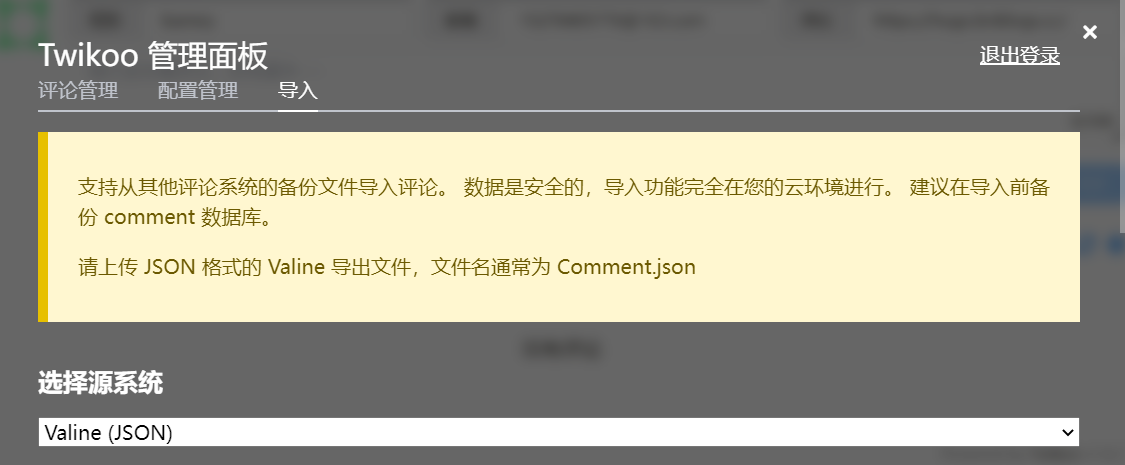 Twikoo 管理面板
退出登录
评论管理 配置管理 导入
支持从其他评论系统的备份文件导入评论。 数据是安全的，导入功能完全在您的云环境进行。 建议在导入前备
份 comment 数据库。
请上传 JSON 格式的 Valine 导出文件，文件名通常为 Comment.json
选择源系统
Valine (JSON)